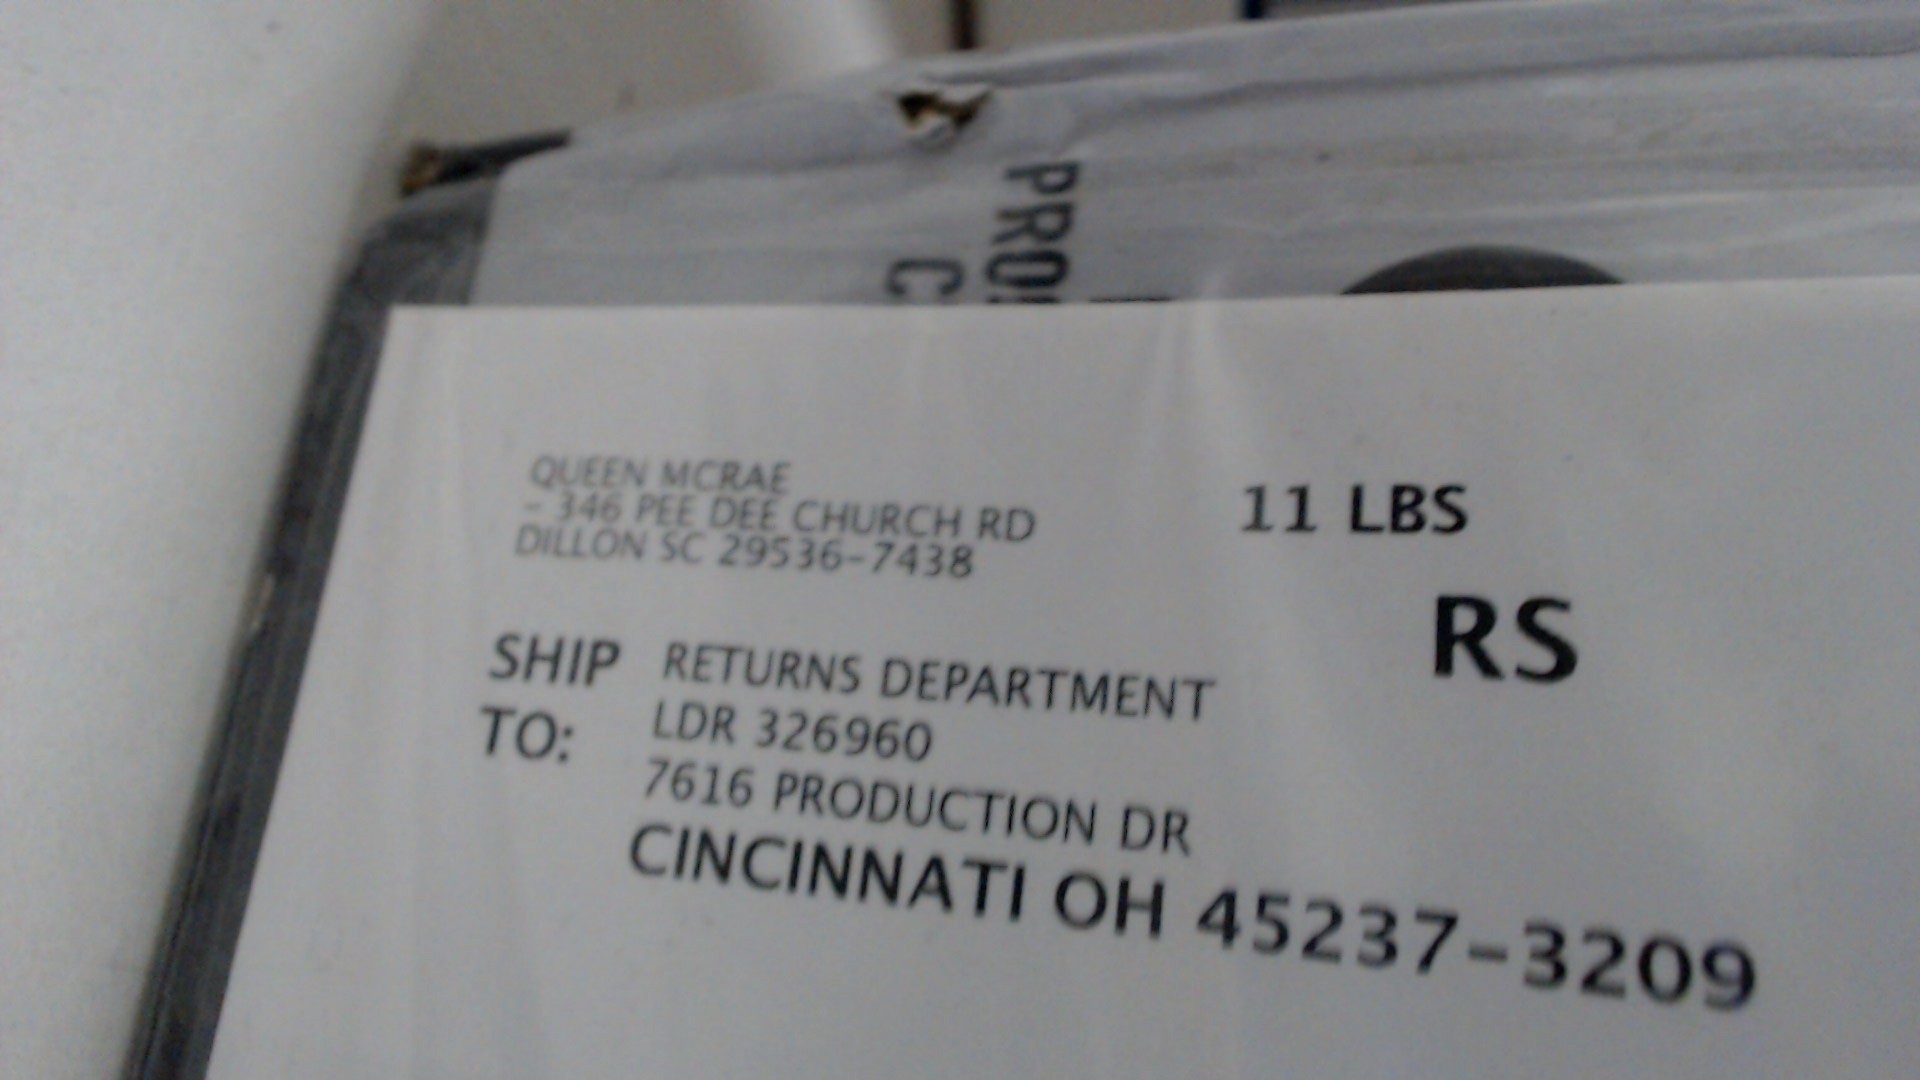 QUEEN MCRAE
- 346 PEE DEE CHURCH RD
DILLON SC 29536-7438
11 LBS
RS
SHIP TO:
RETURNS DEPARTMENT
LDR 326960
7616 PRODUCTION DR
CINCINNATI OH 45237-3209